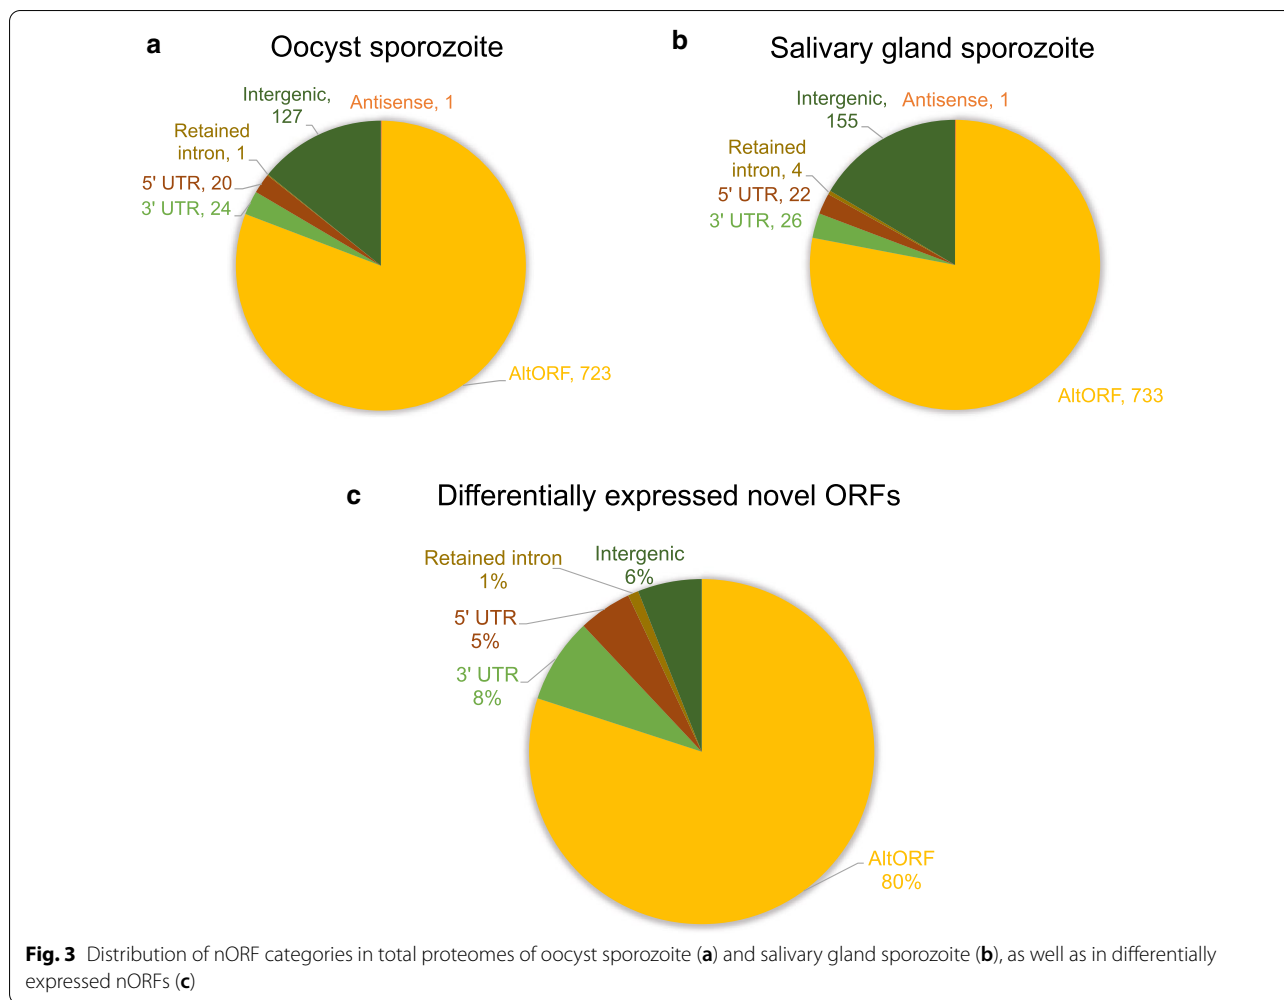 a
Oocyst sporozoite
Intergenic,
127
Antisense, 1
Retained
intron, 1
5' UTR, 20
3' UTR, 24
AltORF, 723
b
Salivary gland sporozoite
Intergenic,
155
Antisense, 1
Retained
intron, 4
5' UTR, 22
3' UTR, 26
AltORF, 733
c
Differentially expressed novel ORFs
Retained intron
1%
Intergenic
6%
5' UTR
5%
3' UTR
8%
AltORF
80%
Fig. 3 Distribution of nORF categories in total proteomes of oocyst sporozoite (a) and salivary gland sporozoite (b), as well as in differentially
expressed nORFs (c)